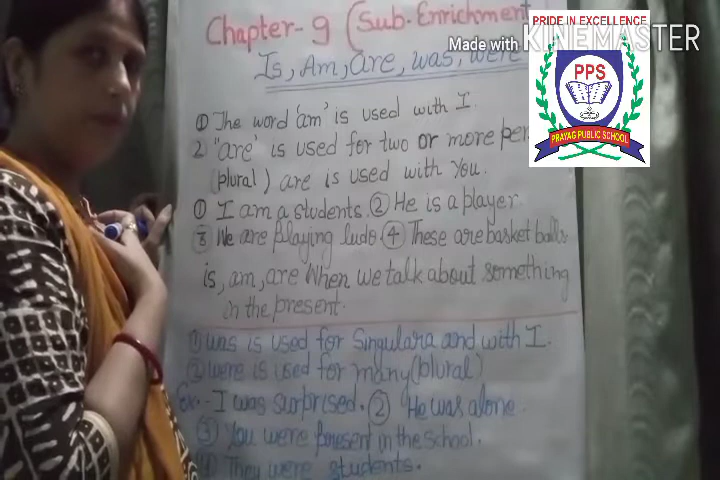 PRIDE IN EXCELLENCE
Made with KINEMASTER
PPS
PRAYAG PUBLIC SCHOOL
Chapter-9 (Sub. Enrichment
Is, Am, are, was, were
① The word 'am' is used with I.
2 "are' is used for two or more per
(plural) are is used with you.
① I am a students. ② He is a player.
③ We are playing ludo. ④ These are basket balls
is, am, are When we talk about something
in the present.
① was is used for Singulara and with I.
② were is used for many (plural)
Ex.- I was surprised. ② He was alone.
③ You were present in the school.
④ They were students.